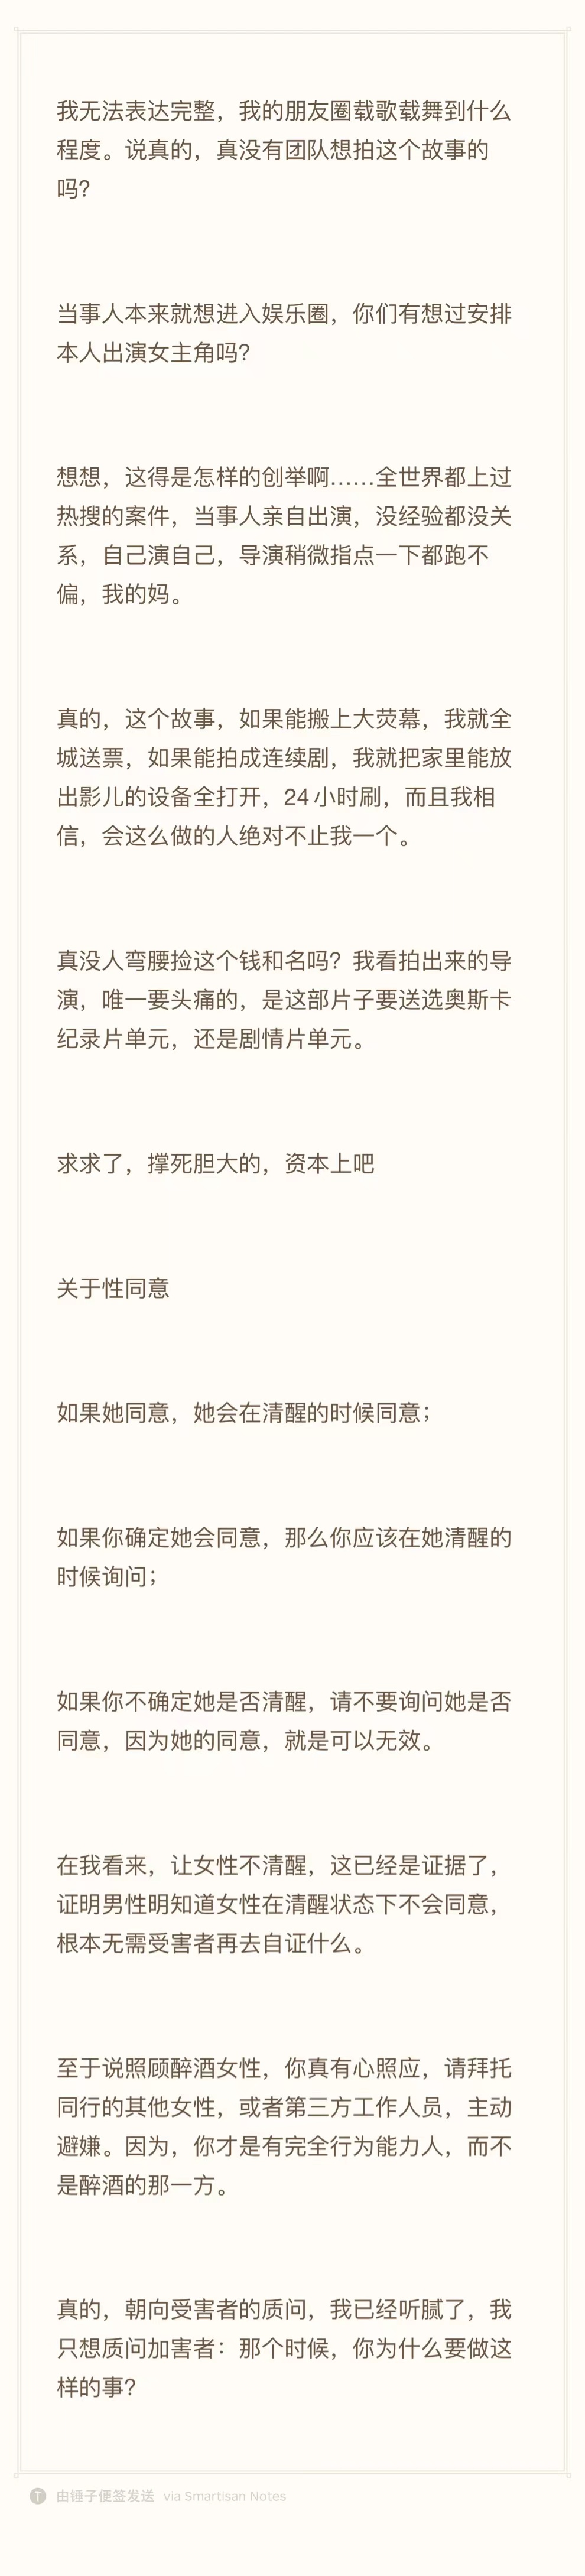 我无法表达完整，我的朋友圈载歌载舞到什么
程度。说真的，真没有团队想拍这个故事的
吗？
当事人本来就想进入娱乐圈，你们有想过安排
本人出演女主角吗？
想想，这得是怎样的创举啊……全世界都上过
热搜的案件，当事人亲自出演，没经验都没关
系，自己演自己，导演稍微指点一下都跑不
偏，我的妈。
真的，这个故事，如果能搬上大荧幕，我就全
城送票，如果能拍成连续剧，我就把家里能放
出影儿的设备全打开，24小时刷，而且我相
信，会这么做的人绝对不止我一个。
真没人弯腰捡这个钱和名吗？我看拍出来的导
演，唯一要头痛的，是这部片子要送选奥斯卡
纪录片单元，还是剧情片单元。
求求了，撑死胆大的，资本上吧
关于性同意
如果她同意，她会在清醒的时候同意；
如果你确定她会同意，那么你应该在她清醒的
时候询问；
如果你不确定她是否清醒，请不要询问她是否
同意，因为她的同意，就是可以无效。
在我看来，让女性不清醒，这已经是证据了，
证明男性明知道女性在清醒状态下不会同意，
根本无需受害者再去自证什么。
至于说照顾醉酒女性，你真有心照应，请拜托
同行的其他女性，或者第三方工作人员，主动
避嫌。因为，你才是有完全行为能力人，而不
是醉酒的那一方。
真的，朝向受害者的质问，我已经听腻了，我
只想质问加害者：那个时候，你为什么要做这
样的事？
T 由锤子便签发送 via Smartisan Notes